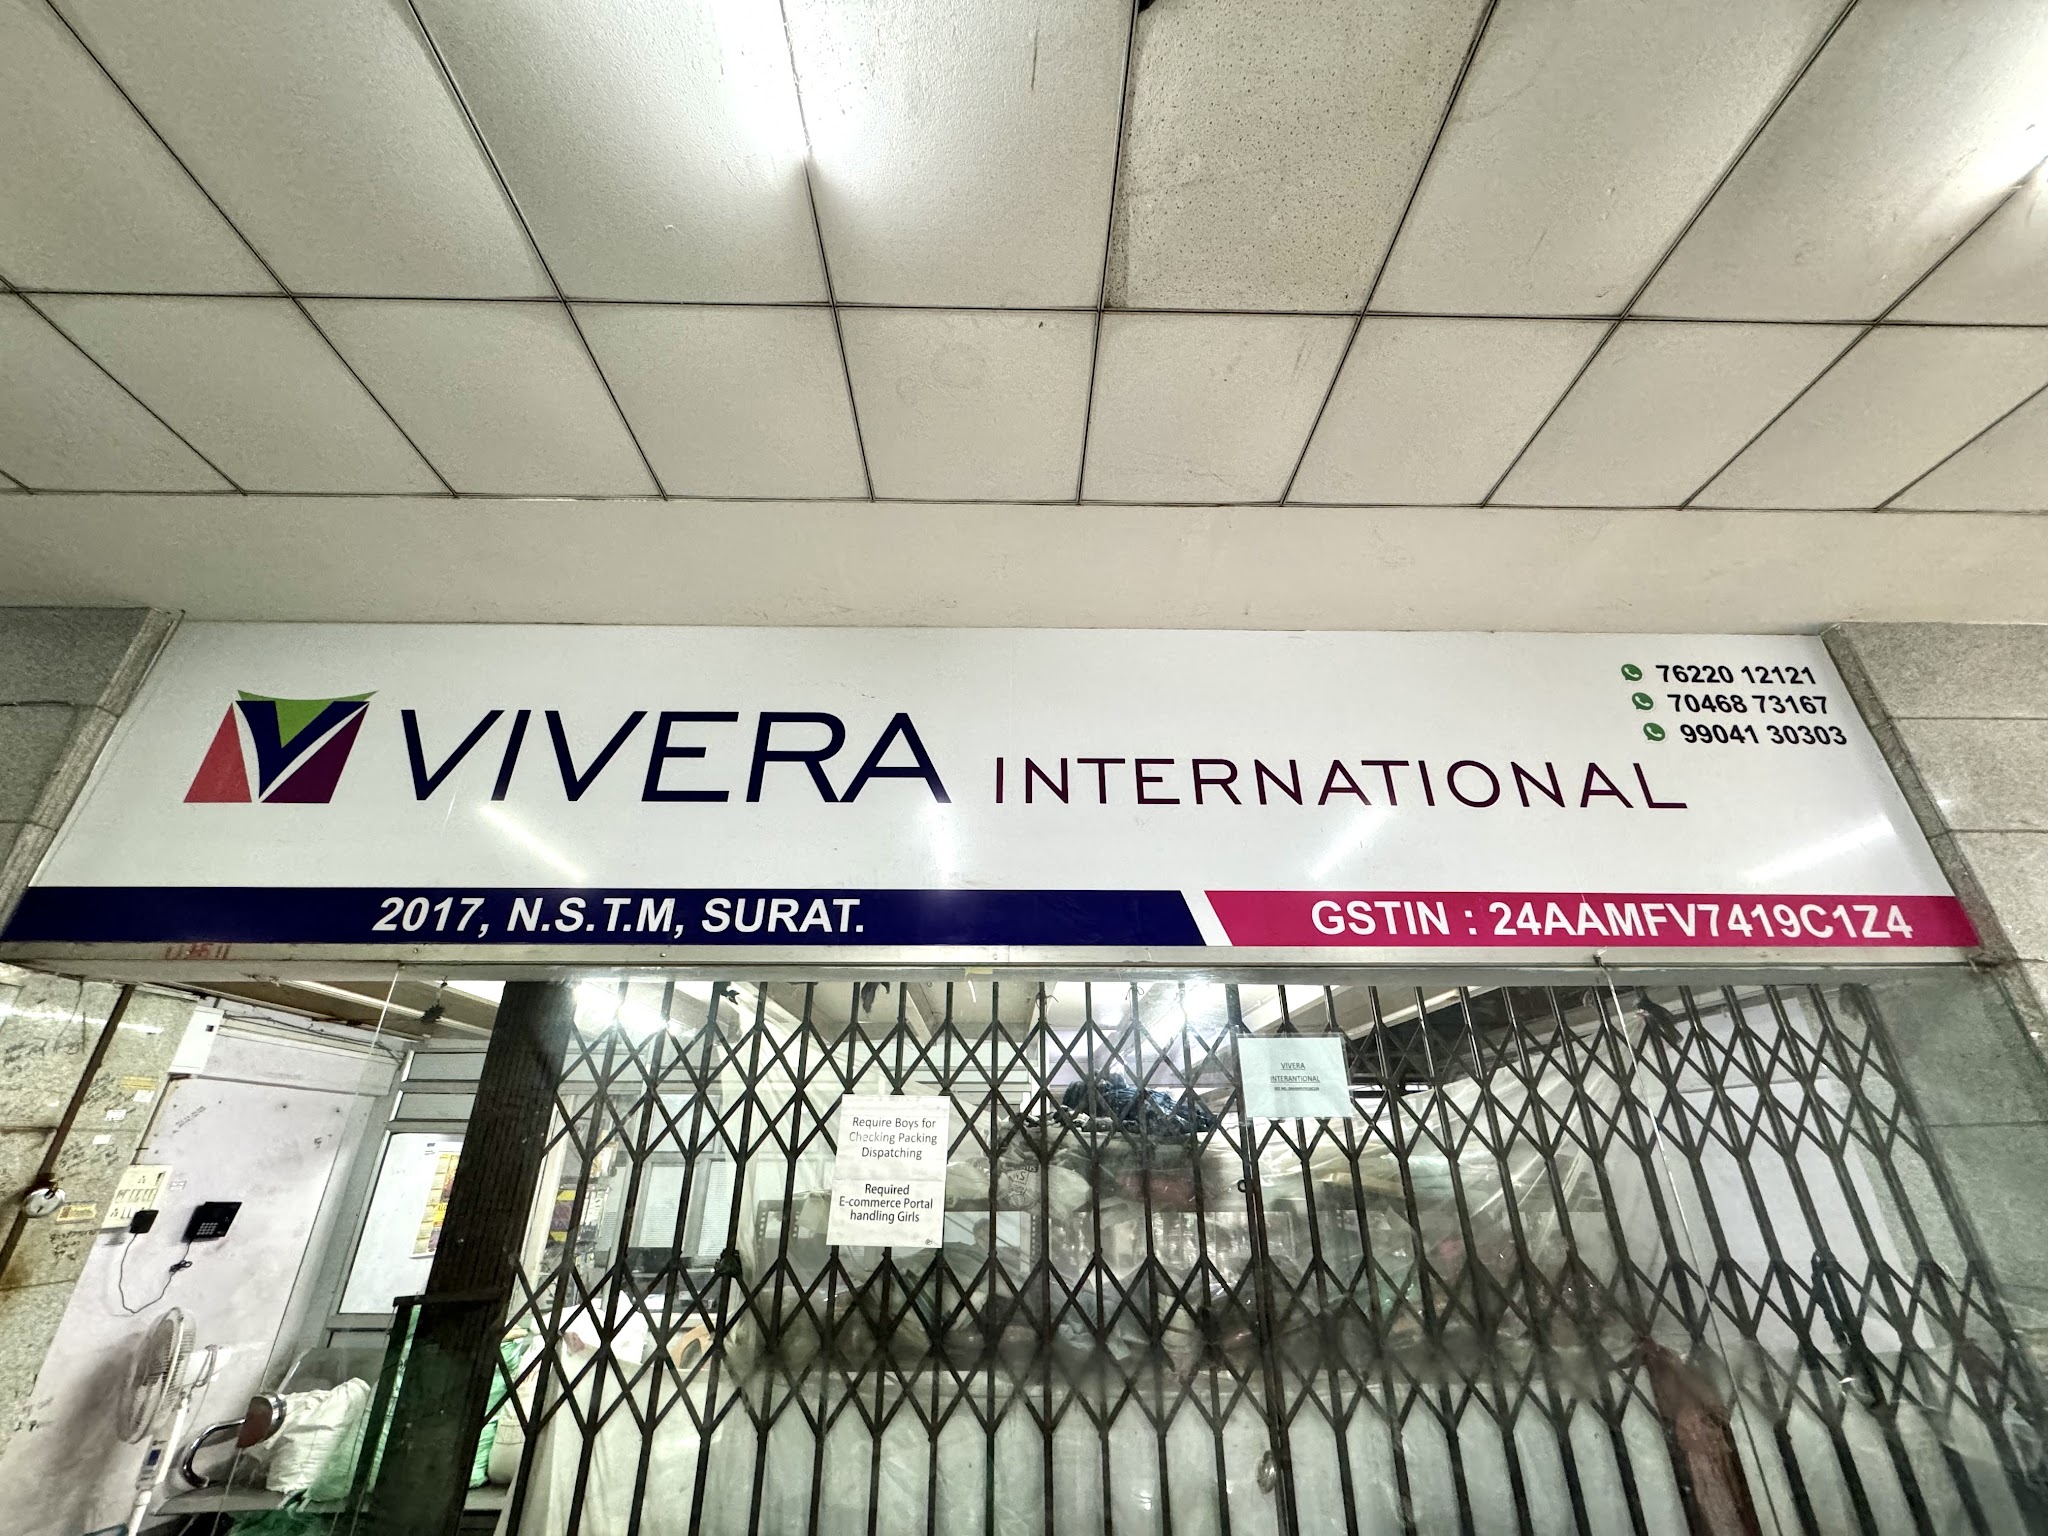 VIVERA INTERNATIONAL
76220 12121
70468 73167
99041 30303
2017, N.S.T.M, SURAT.
GSTIN : 24AAMFV7419C1Z4
VIVERA
INTERANTIONAL
Require Boys for
Checking Packing
Dispatching
Required
E-commerce Portal
handling Girls